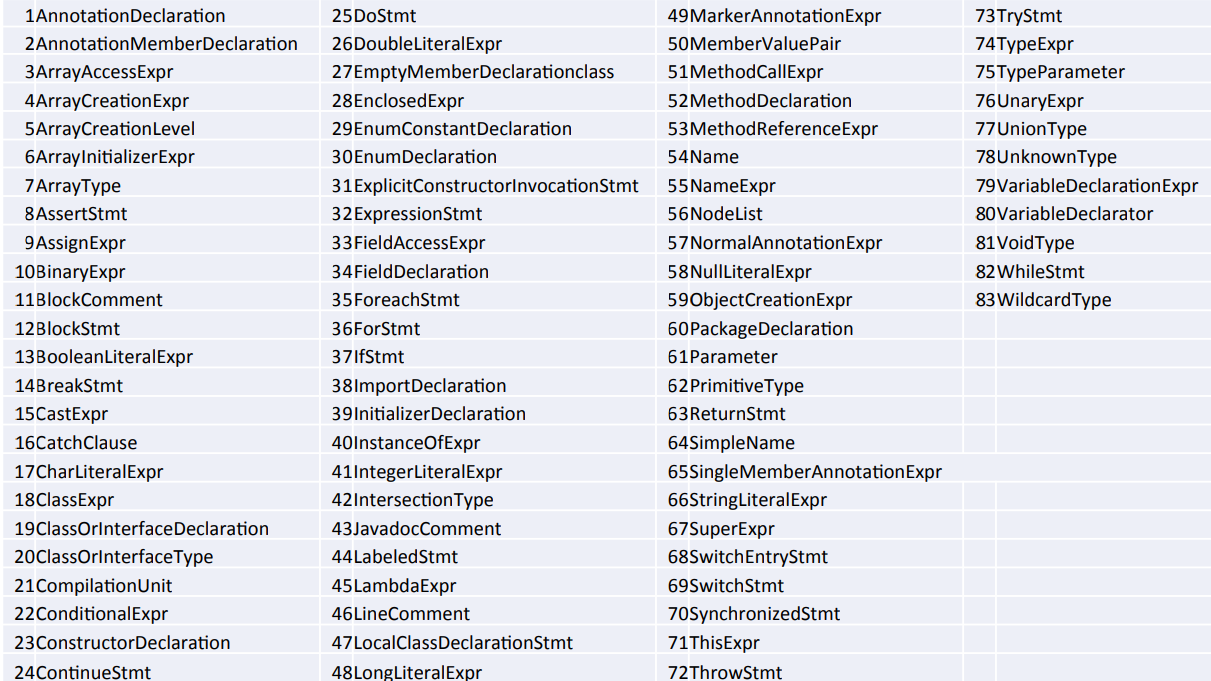 1AnnotationDeclaration
2AnnotationMemberDeclaration
3ArrayAccessExpr
4ArrayCreationExpr
5ArrayCreationLevel
6ArrayInitializerExpr
7ArrayType
8AssertStmt
9AssignExpr
10BinaryExpr
11BlockComment
12BlockStmt
13BooleanLiteralExpr
14BreakStmt
15CastExpr
16CatchClause
17CharLiteralExpr
18ClassExpr
19ClassOrInterfaceDeclaration
20ClassOrInterfaceType
21CompilationUnit
22ConditionalExpr
23ConstructorDeclaration
24ContinueStmt
25DoStmt
26DoubleLiteralExpr
27EmptyMemberDeclarationclass
28EnclosedExpr
29EnumConstantDeclaration
30EnumDeclaration
31ExplicitConstructorInvocationStmt
32ExpressionStmt
33FieldAccessExpr
34FieldDeclaration
35ForeachStmt
36ForStmt
37IfStmt
38ImportDeclaration
39InitializerDeclaration
40InstanceOfExpr
41IntegerLiteralExpr
42IntersectionType
43JavadocComment
44LabeledStmt
45LambdaExpr
46LineComment
47LocalClassDeclarationStmt
48LongLiteralExpr
49MarkerAnnotationExpr
50MemberValuePair
51MethodCallExpr
52MethodDeclaration
53MethodReferenceExpr
54Name
55NameExpr
56NodeList
57NormalAnnotationExpr
58NullLiteralExpr
59ObjectCreationExpr
60PackageDeclaration
61Parameter
62PrimitiveType
63ReturnStmt
64SimpleName
65SingleMemberAnnotationExpr
66StringLiteralExpr
67SuperExpr
68SwitchEntryStmt
69SwitchStmt
70SynchronizedStmt
71ThisExpr
72ThrowStmt
73TryStmt
74TypeExpr
75TypeParameter
76UnaryExpr
77UnionType
78UnknownType
79VariableDeclarationExpr
80VariableDeclarator
81VoidType
82WhileStmt
83WildcardType